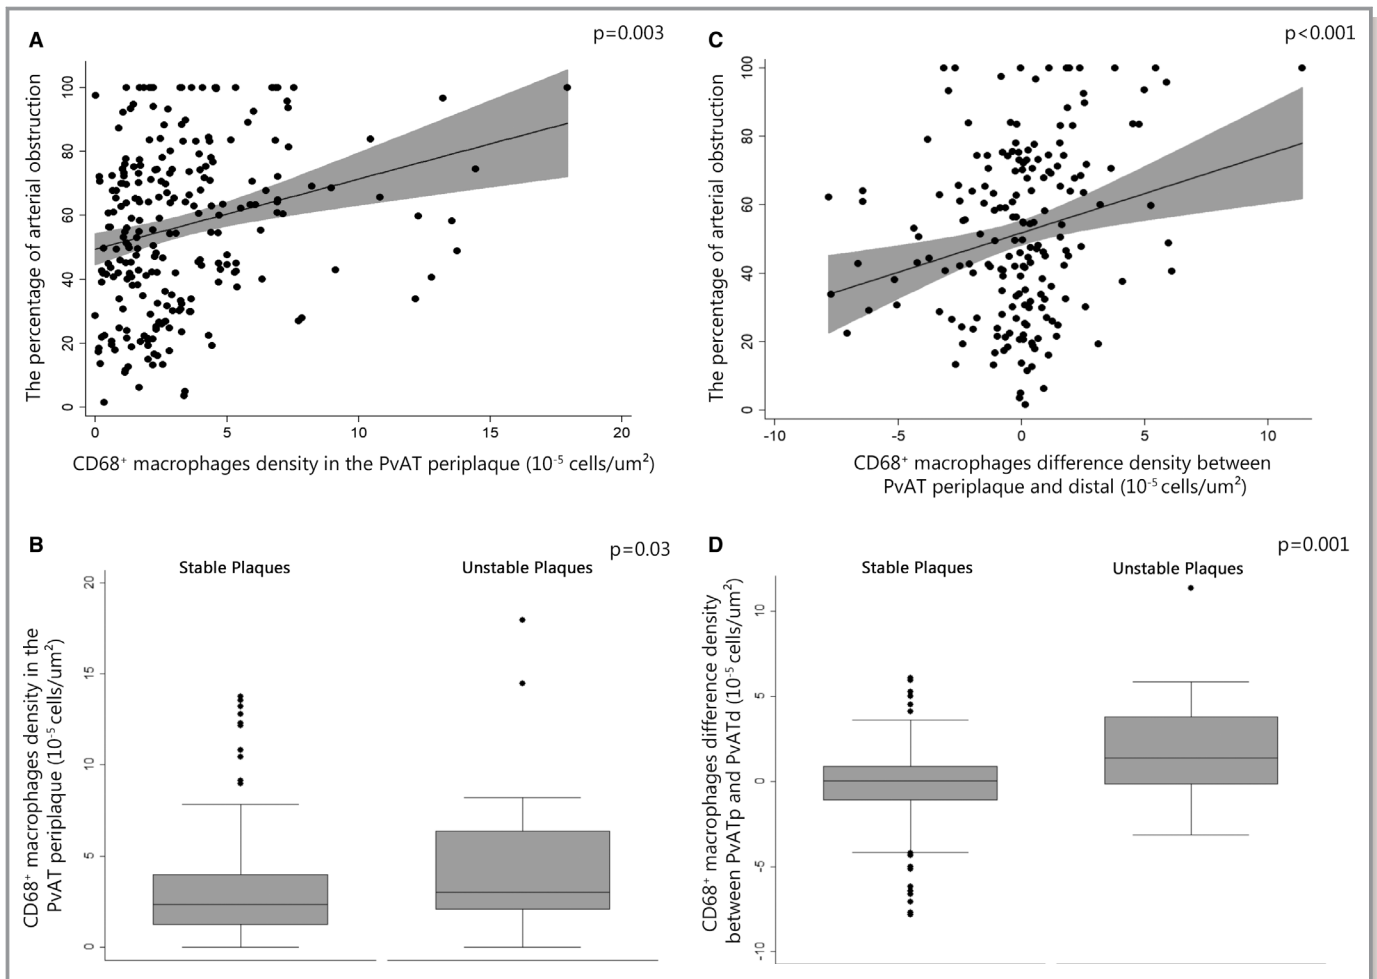 A
p=0.003
The percentage of arterial obstruction
100
80
60
40
20
0
0
5
10
15
20
CD68⁺ macrophages density in the PvAT periplaque (10⁻⁵ cells/um²)
C
p<0.001
The percentage of arterial obstruction
100
80
60
40
20
0
-10
-5
0
5
10
CD68⁺ macrophages difference density between
PvAT periplaque and distal (10⁻⁵ cells/um²)
B
p=0.03
Stable Plaques
Unstable Plaques
CD68⁺ macrophages density in the
PvAT periplaque (10⁻⁵ cells/um²)
20
15
10
5
0
D
p=0.001
Stable Plaques
Unstable Plaques
CD68⁺ macrophages difference density
between PvATp and PvATd (10⁻⁵ cells/um²)
10
5
0
-5
-10